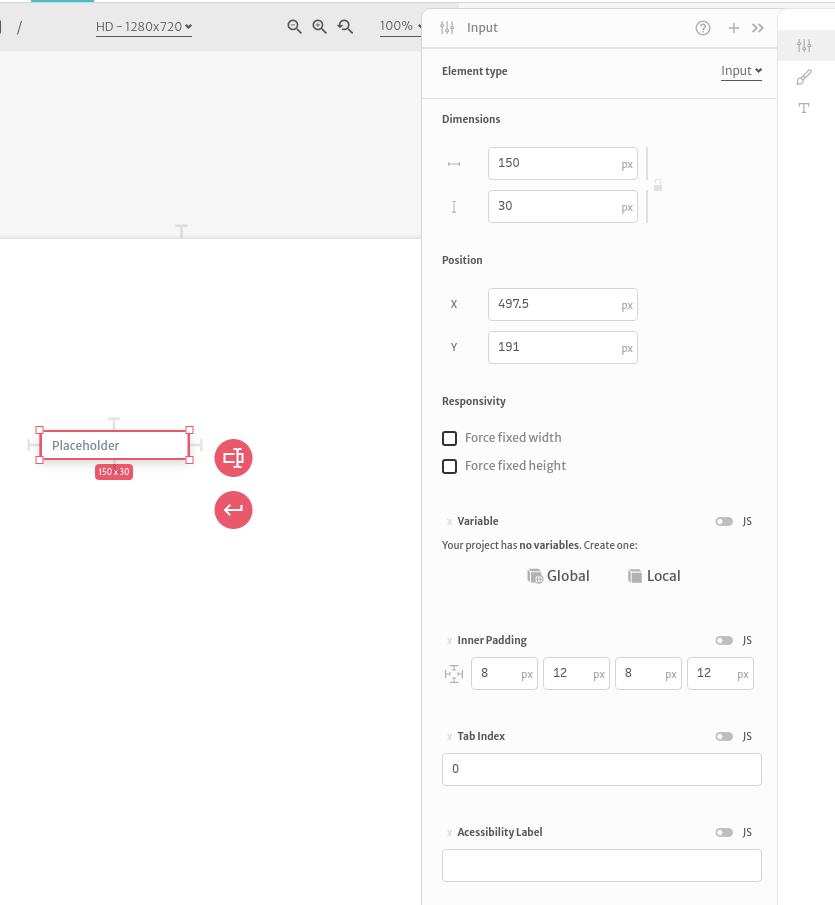 / HD - 1280x720 100%
Input
Element type Input
Dimensions
150 px
30 px
Position
X 497.5 px
Y 191 px
Responsivity
Force fixed width
Force fixed height
Placeholder
150 x 30
x Variable JS
Your project has no variables. Create one:
Global Local
x Inner Padding JS
8 px 12 px 8 px 12 px
x Tab Index JS
0
x Acessibility Label JS
T